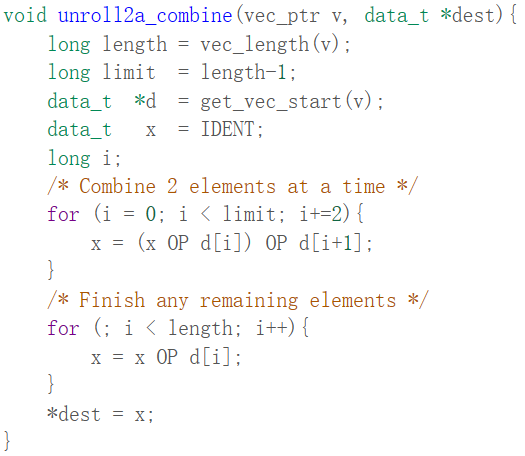 void unroll2a_combine(vec_ptr v, data_t *dest){
    long length = vec_length(v);
    long limit  = length-1;
    data_t  *d  = get_vec_start(v);
    data_t   x  = IDENT;
    long i;
    /* Combine 2 elements at a time */
    for (i = 0; i < limit; i+=2){
        x = (x OP d[i]) OP d[i+1];
    }
    /* Finish any remaining elements */
    for (; i < length; i++){
        x = x OP d[i];
    }
    *dest = x;
}